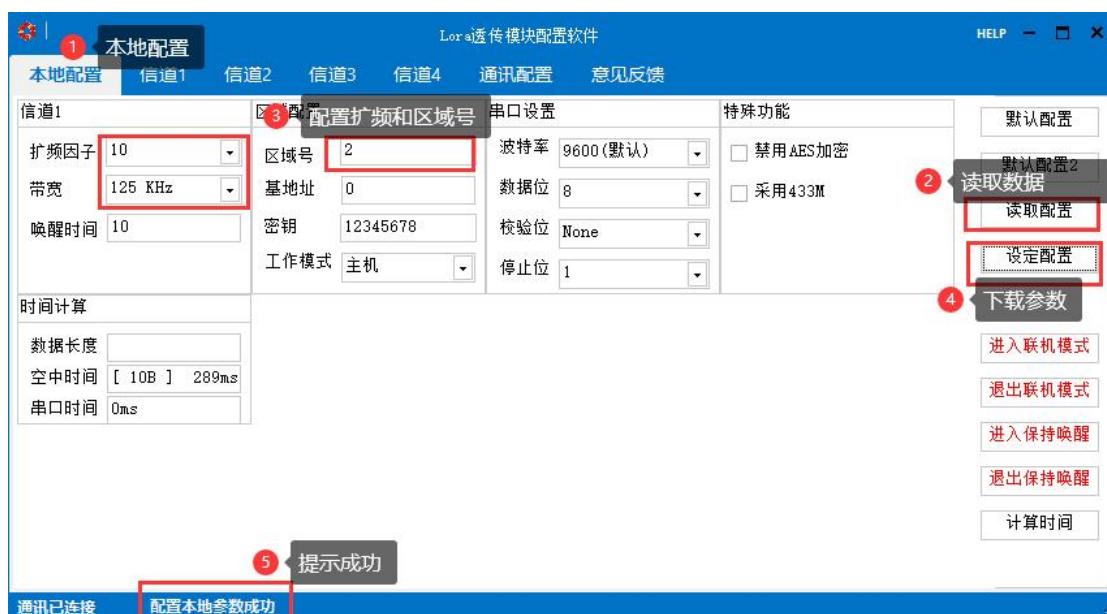 Lora透传模块配置软件
HELP
1 本地配置
本地配置 信道1 信道2 信道3 信道4 通讯配置 意见反馈
信道1
扩频因子 10
带宽 125 KHz
唤醒时间 10
3 配置扩频和区域号
区域号 2
基地址 0
密钥 12345678
工作模式 主机
串口设置
波特率 9600(默认)
数据位 8
校验位 None
停止位 1
特殊功能
禁用AES加密
采用433M
默认配置
默认配置2
2 读取数据
读取配置
设定配置
4 下载参数
进入联机模式
退出联机模式
进入保持唤醒
退出保持唤醒
计算时间
时间计算
数据长度
空中时间 [ 10B ] 289ms
串口时间 0ms
5 提示成功
通讯已连接 配置本地参数成功